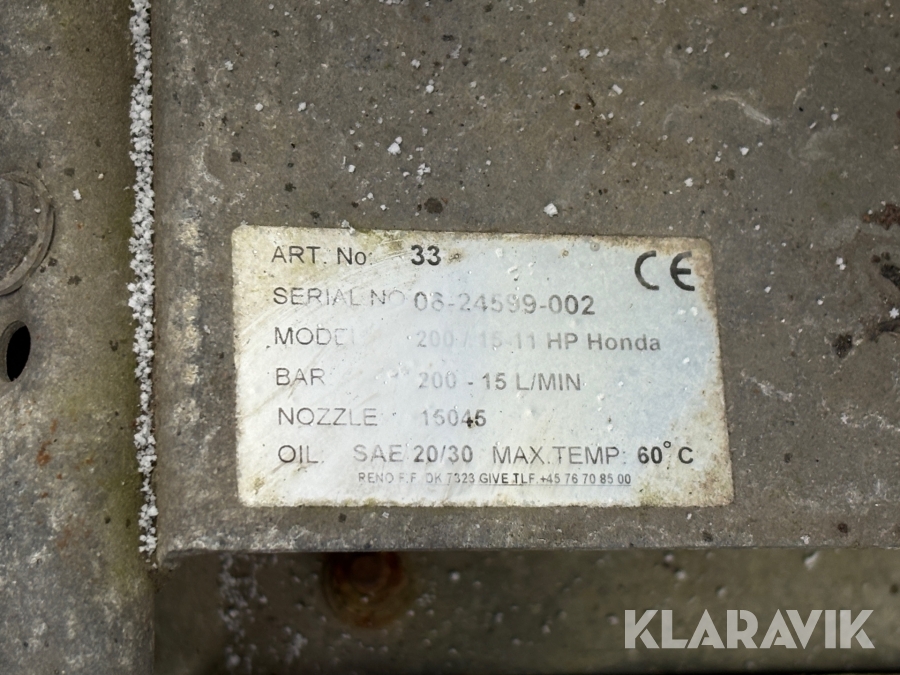 ART. No: 33
CE
SERIAL NO 06-24599-002
MODEL 200 / 15-11 HP Honda
BAR 200 - 15 L/MIN
NOZZLE 15045
OIL: SAE 20/30 MAX.TEMP: 60°C
RENO F.F. DK 7323 GIVE TLF. +45 76 70 85 00
KLARAVIK